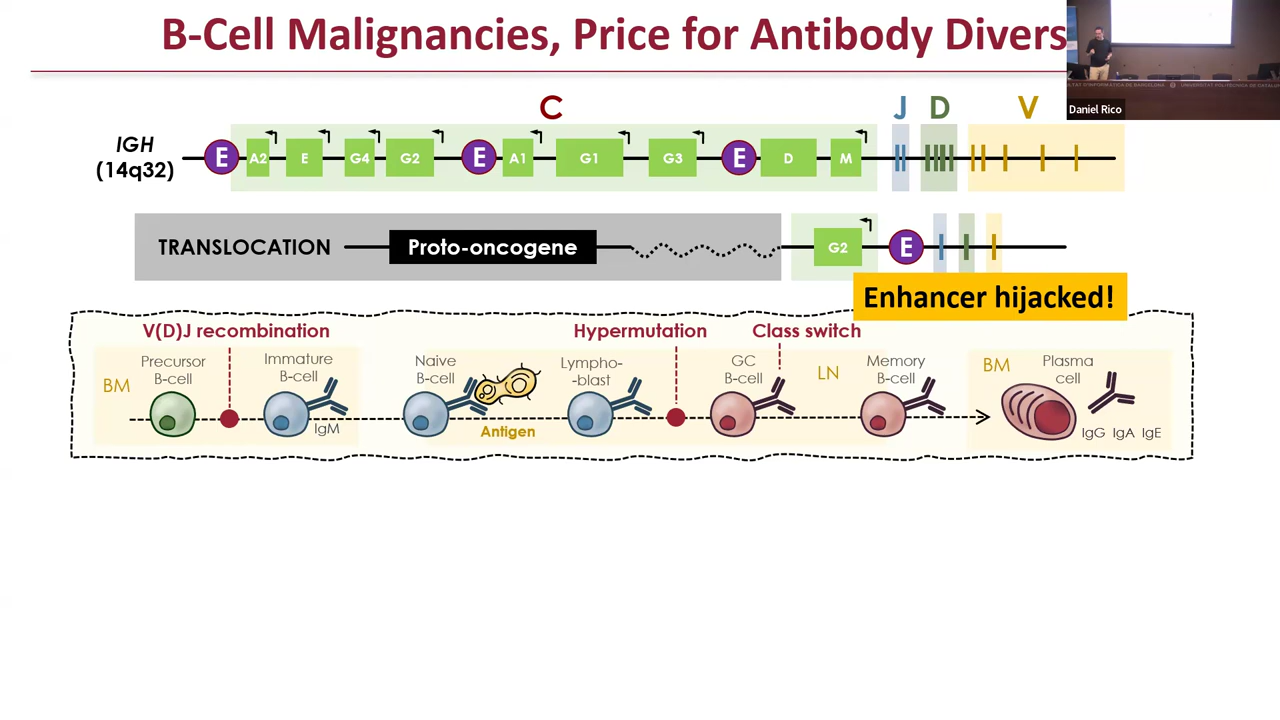 B-Cell Malignancies, Price for Antibody Divers
Daniel Rico
C
J D V
IGH
(14q32)
E A2 E G4 G2 E A1 G1 G3 E D M
TRANSLOCATION Proto-oncogene G2 E
Enhancer hijacked!
V(D)J recombination Hypermutation Class switch
BM
Precursor
B-cell
Immature
B-cell
IgM
Naive
B-cell
Antigen
Lympho-
-blast
GC
B-cell
LN
Memory
B-cell
BM
Plasma
cell
IgG IgA IgE